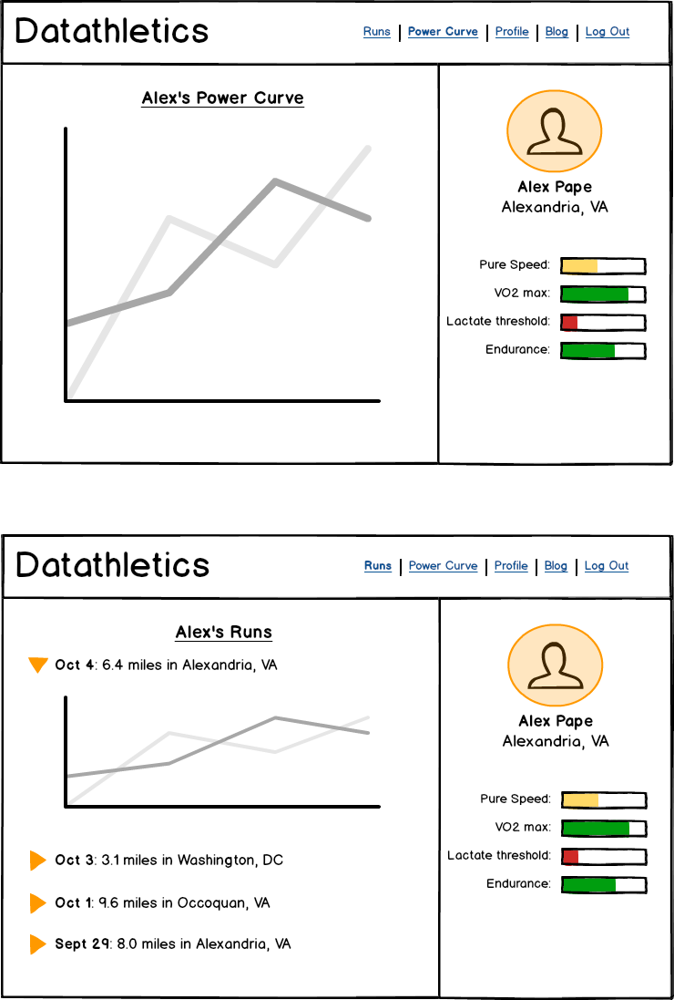 Datathletics
Runs | Power Curve | Profile | Blog | Log Out
Alex's Power Curve
Alex Pape
Alexandria, VA
Pure Speed:
VO2 max:
Lactate threshold:
Endurance:
Datathletics
Runs | Power Curve | Profile | Blog | Log Out
Alex's Runs
Oct 4: 6.4 miles in Alexandria, VA
Oct 3: 3.1 miles in Washington, DC
Oct 1: 9.6 miles in Occoquan, VA
Sept 29: 8.0 miles in Alexandria, VA
Alex Pape
Alexandria, VA
Pure Speed:
VO2 max:
Lactate threshold:
Endurance: